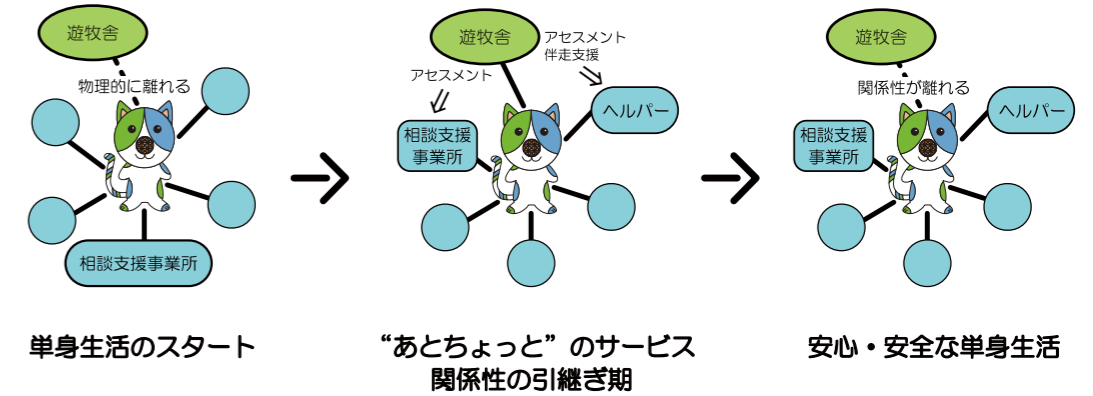 遊牧舎
物理的に離れる
相談支援事業所
単身生活のスタート
遊牧舎
アセスメント
伴走支援
アセスメント
ヘルパー
相談支援
事業所
“あとちょっと”のサービス
関係性の引継ぎ期
遊牧舎
関係性が離れる
ヘルパー
相談支援
事業所
安心・安全な単身生活